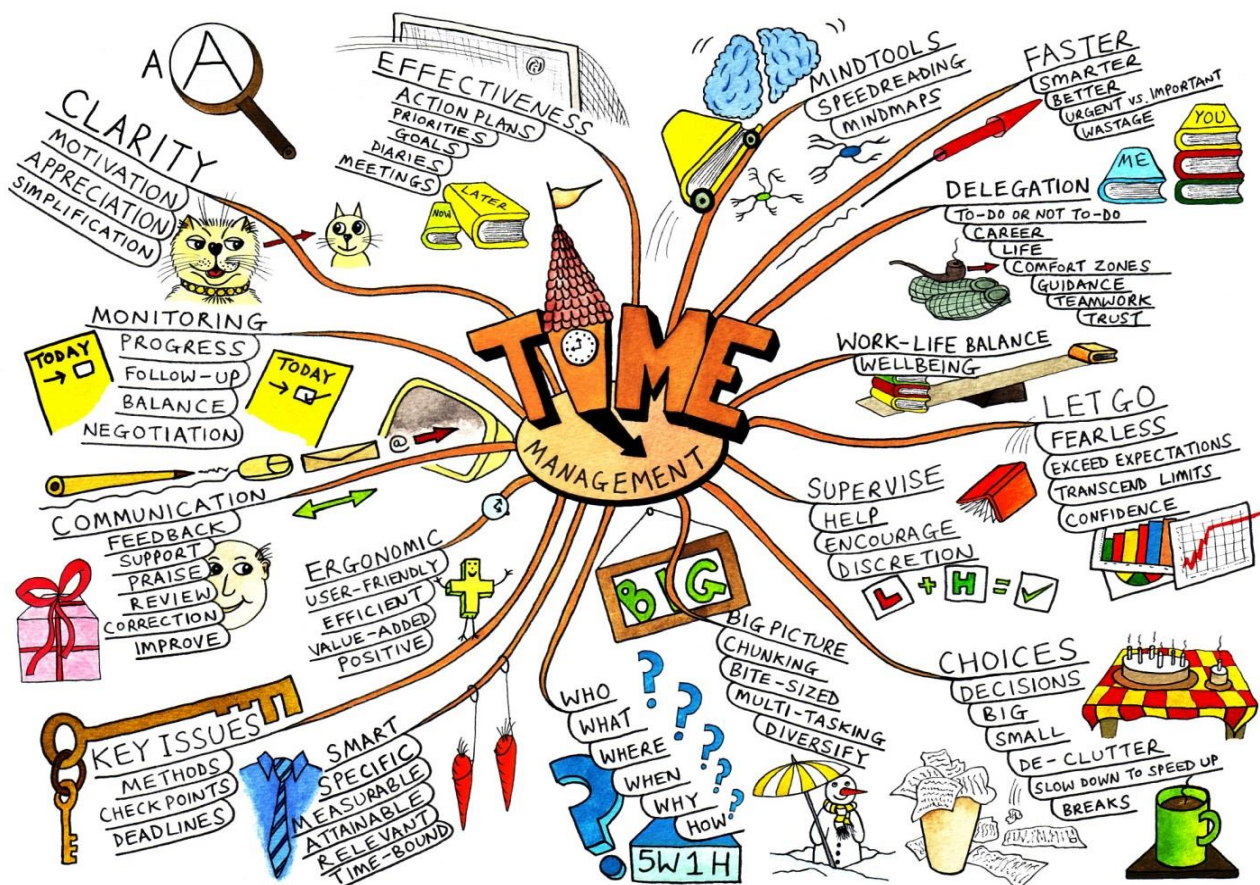 TIME
MANAGEMENT
A A
CLARITY
MOTIVATION
APPRECIATION
SIMPLIFICATION
EFFECTIVENESS
ACTION PLANS
PRIORITIES
GOALS
DIARIES
MEETINGS
NOW
LATER
MINDTOOLS
SPEEDREADING
MINDMAPS
FASTER
SMARTER
BETTER
URGENT VS. IMPORTANT
WASTAGE
YOU
ME
DELEGATION
TO-DO OR NOT TO-DO
CAREER
LIFE
COMFORT ZONES
GUIDANCE
TEAMWORK
TRUST
WORK-LIFE BALANCE
WELLBEING
LET GO
FEARLESS
EXCEED EXPECTATIONS
TRANSCEND LIMITS
CONFIDENCE
SUPERVISE
HELP
ENCOURAGE
DISCRETION
L + H = ✓
CHOICES
DECISIONS
BIG
SMALL
DE-CLUTTER
SLOW DOWN TO SPEED UP
BREAKS
BIG
BIG PICTURE
CHUNKING
BITE-SIZED
MULTI-TASKING
DIVERSIFY
WHO
WHAT
WHERE
WHEN
WHY
HOW
? ? ? ? ? ? ?
5W1H
SMART
SPECIFIC
MEASURABLE
ATTAINABLE
RELEVANT
TIME-BOUND
KEY ISSUES
METHODS
CHECKPOINTS
DEADLINES
ERGONOMIC
USER-FRIENDLY
EFFICIENT
VALUE-ADDED
POSITIVE
COMMUNICATION
FEEDBACK
SUPPORT
PRAISE
REVIEW
CORRECTION
IMPROVE
@
MONITORING
PROGRESS
FOLLOW-UP
BALANCE
NEGOTIATION
TODAY
→ ☐
TODAY
→ ☑